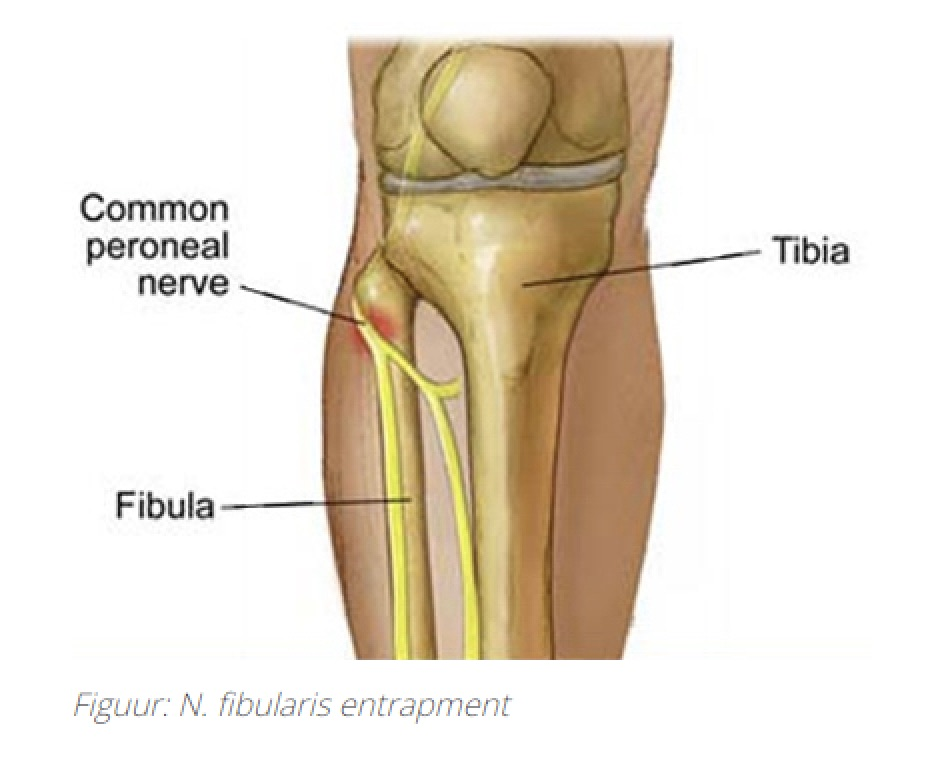 Common
peroneal
nerve
Tibia
Fibula
Figuur: N. fibularis entrapment